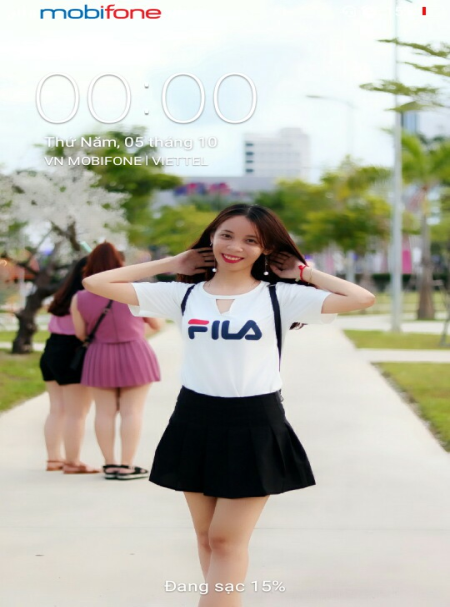 mobifone
00:00
Thứ Năm, 05 tháng 10
VN MOBIFONE | VIETTEL
FILA
Đang sạc 15%